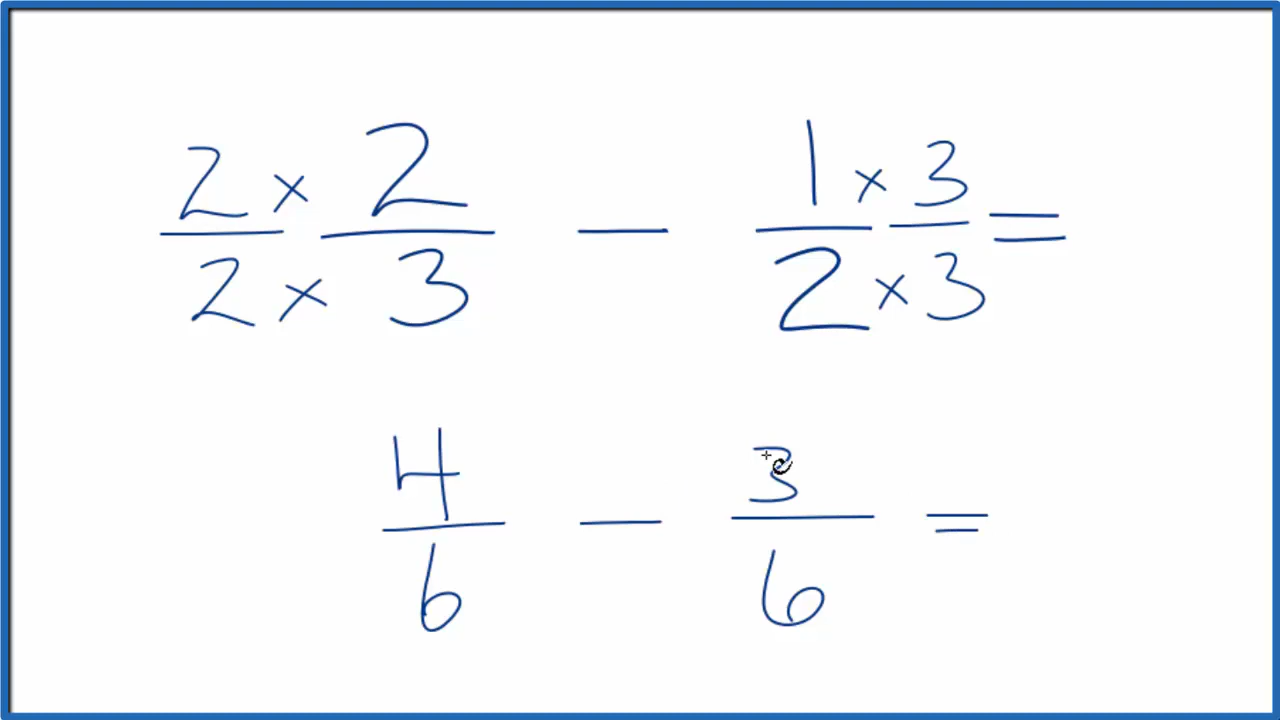 2 × 2 / 2 × 3 − 1 × 3 / 2 × 3 =
4/6 − 3/6 =